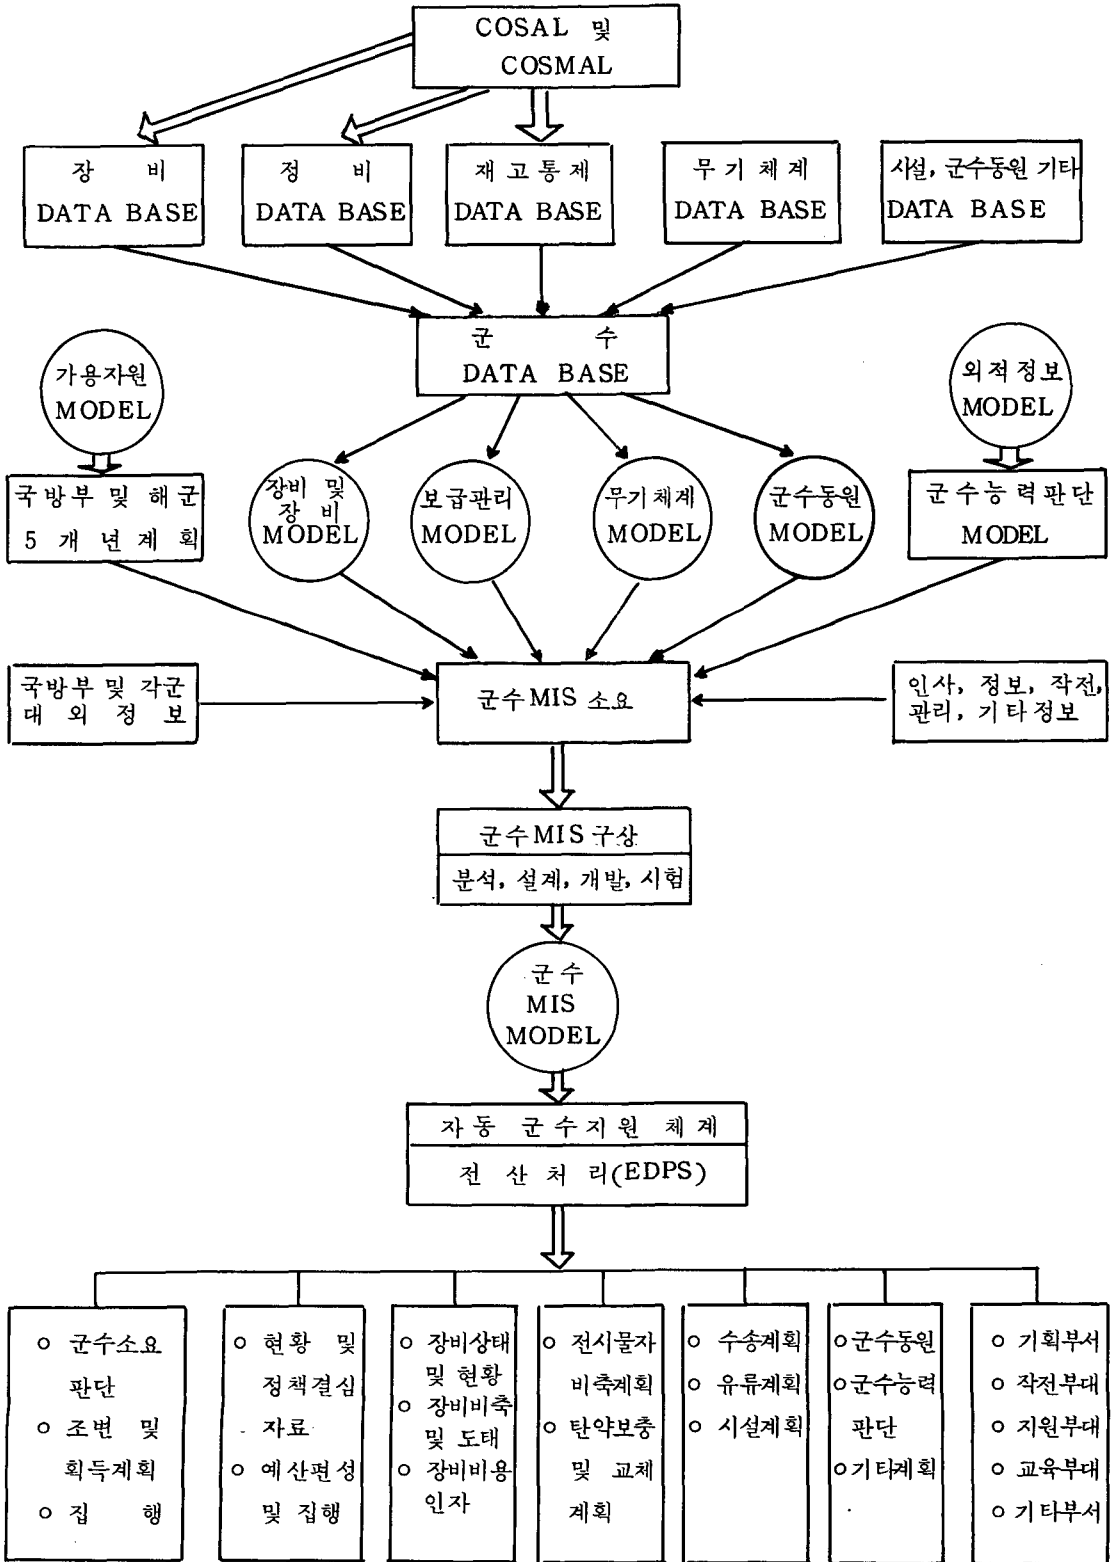 COSAL 및
COSMAL
장 비
DATA BASE
정 비
DATA BASE
재고통제
DATA BASE
무기체계
DATA BASE
시설, 군수동원 기타
DATA BASE
군 수
DATA BASE
가용자원
MODEL
외적정보
MODEL
국방부 및 해군
5 개년계획
장비 및
장비
MODEL
보급관리
MODEL
무기체계
MODEL
군수동원
MODEL
군수능력판단
MODEL
국방부 및 각군
대 외 정 보
군수MIS 소요
인사, 정보, 작전,
관리, 기타정보
군수MIS 구상
분석, 설계, 개발, 시험
군수
MIS
MODEL
자동 군수지원 체계
전 산 처 리(EDPS)
o 군수소요
판단
o 조변 및
획득계획
o 집 행
o 현황 및
정책결심
자료
o 예산편성
및 집행
o 장비상태
및 현황
o 장비비축
및 도태
o 장비비용
인자
o 전시물자
비축계획
o 탄약보충
및 교체
계획
o 수송계획
o 유류계획
o 시설계획
o 군수동원
o 군수능력
판단
o 기타계획
o 기획부서
o 작전부대
o 지원부대
o 교육부대
o 기타부서